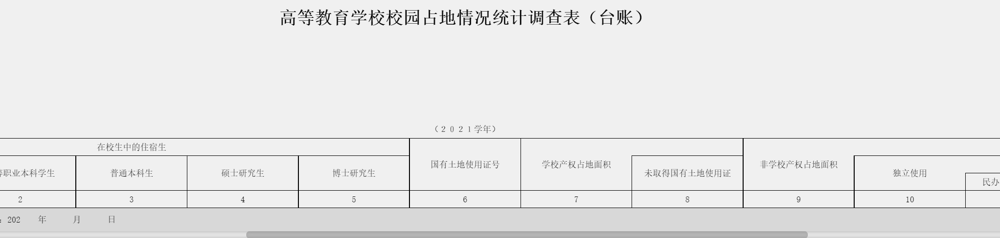 高等教育学校校园占地情况统计调查表（台账）
（２０２１学年）
在校生中的住宿生
国有土地使用证号
学校产权占地面积
非学校产权占地面积
等职业本科学生
普通本科生
硕士研究生
博士研究生
未取得国有土地使用证
独立使用
民办
2 3 4 5 6 7 8 9 10
：202 年 月 日